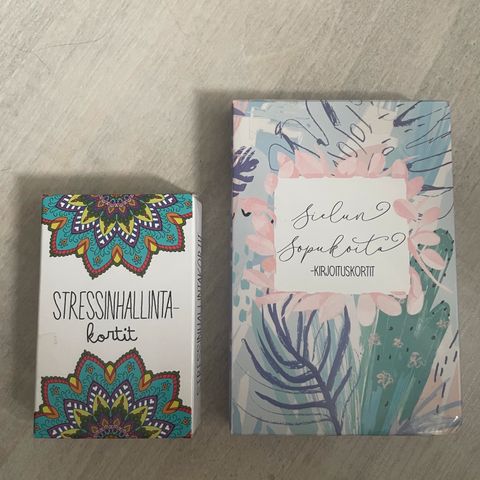 STRESSINHALLINTA-
kortit
STRESSINHALLINTAKORTIT
Sielun
Sopukoita
-KIRJOITUSKORTIT